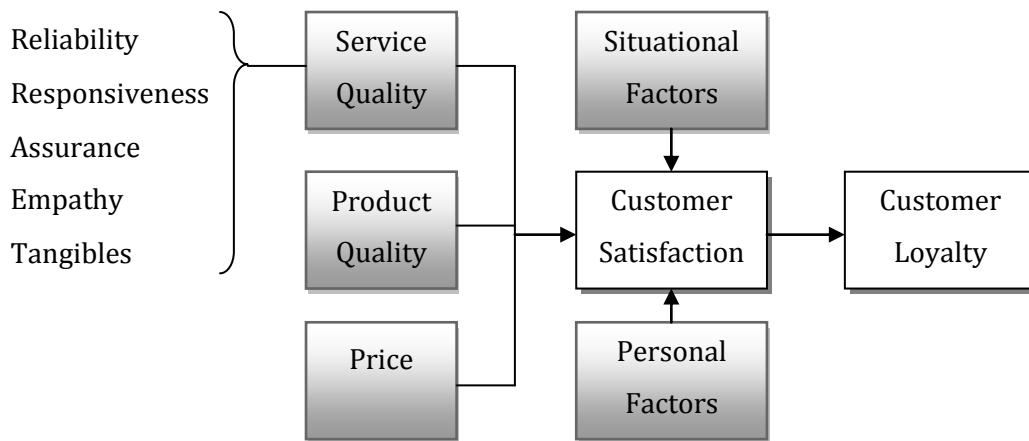 Reliability
Responsiveness
Assurance
Empathy
Tangibles
Service
Quality
Product
Quality
Price
Situational
Factors
Customer
Satisfaction
Personal
Factors
Customer
Loyalty